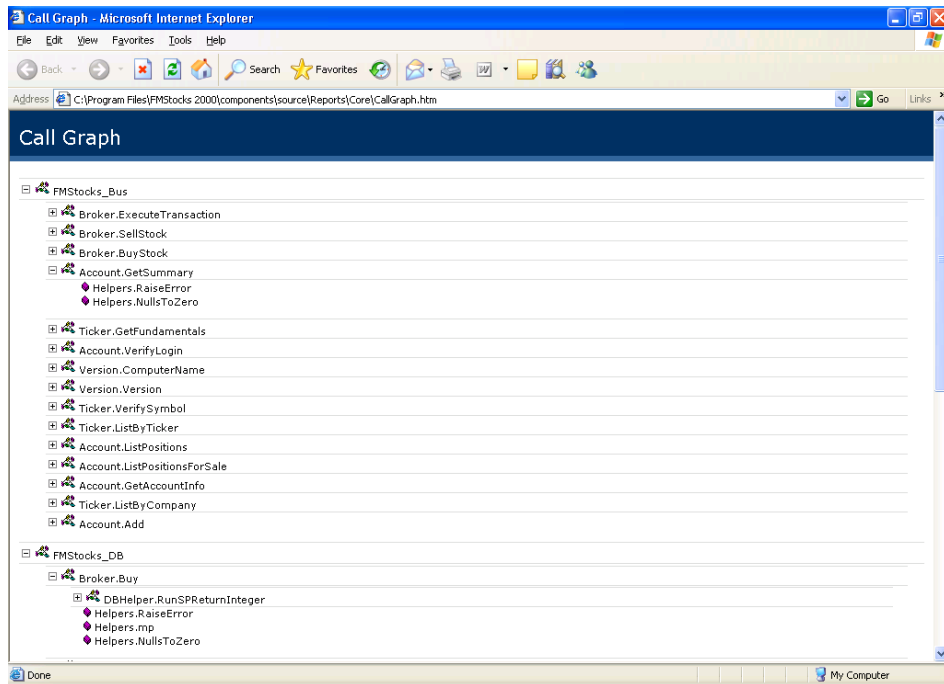 Call Graph - Microsoft Internet Explorer
File Edit View Favorites Tools Help
Back Search Favorites
Address C:\Program Files\FMStocks 2000\components\source\Reports\Core\CallGraph.htm Go Links »
Call Graph
FMStocks_Bus
Broker.ExecuteTransaction
Broker.SellStock
Broker.BuyStock
Account.GetSummary
Helpers.RaiseError
Helpers.NullsToZero
Ticker.GetFundamentals
Account.VerifyLogin
Version.ComputerName
Version.Version
Ticker.VerifySymbol
Ticker.ListByTicker
Account.ListPositions
Account.ListPositionsForSale
Account.GetAccountInfo
Ticker.ListByCompany
Account.Add
FMStocks_DB
Broker.Buy
DBHelper.RunSPReturnInteger
Helpers.RaiseError
Helpers.mp
Helpers.NullsToZero
Done My Computer